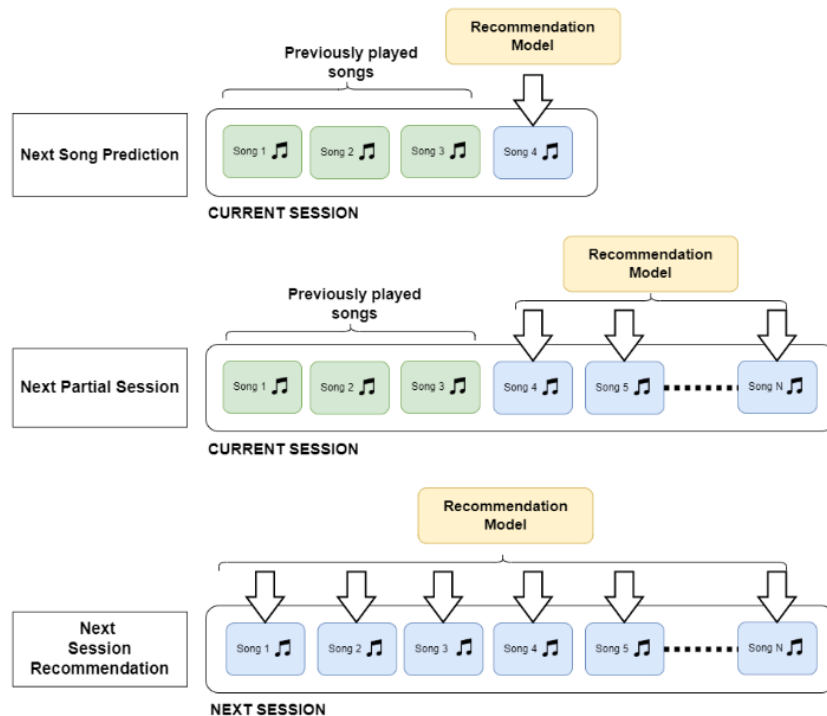 Recommendation
Model
Previously played
songs
Next Song Prediction
Song 1
Song 2
Song 3
Song 4
CURRENT SESSION
Recommendation
Model
Previously played
songs
Next Partial Session
Song 1
Song 2
Song 3
Song 4
Song 5
Song N
CURRENT SESSION
Recommendation
Model
Next
Session
Recommendation
Song 1
Song 2
Song 3
Song 4
Song 5
Song N
NEXT SESSION